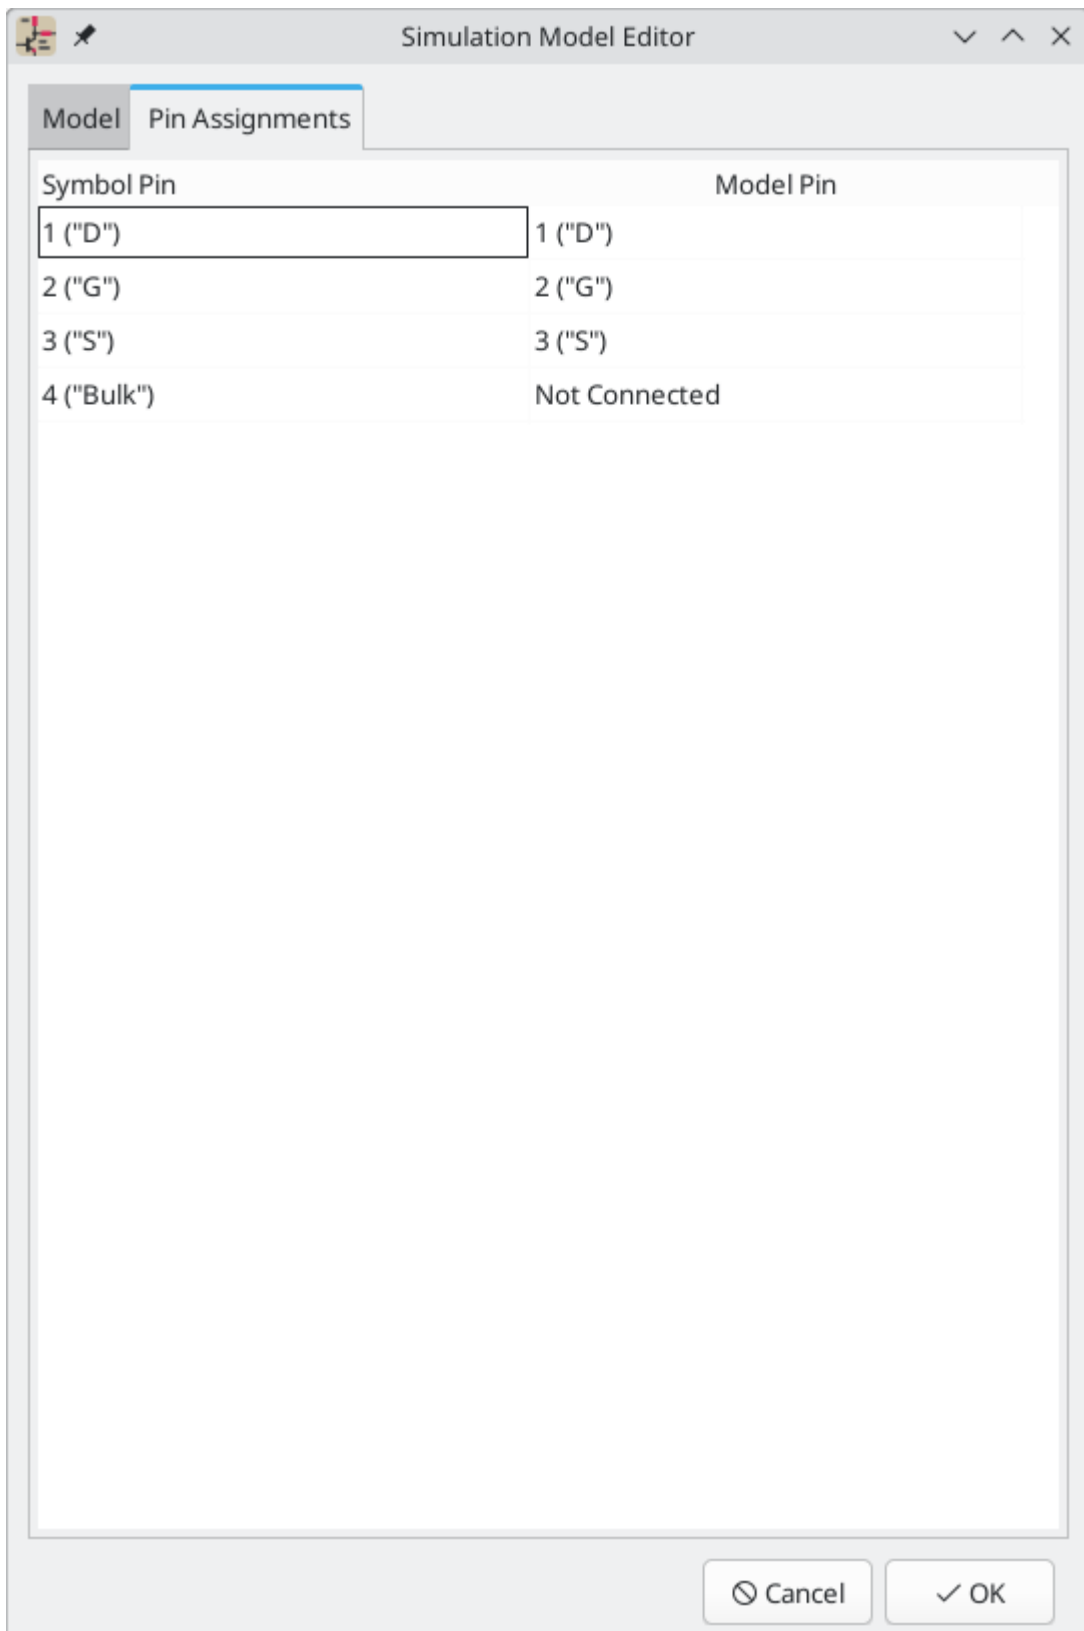 Simulation Model Editor
Model Pin Assignments
Symbol Pin Model Pin
1 ("D") 1 ("D")
2 ("G") 2 ("G")
3 ("S") 3 ("S")
4 ("Bulk") Not Connected
Cancel OK